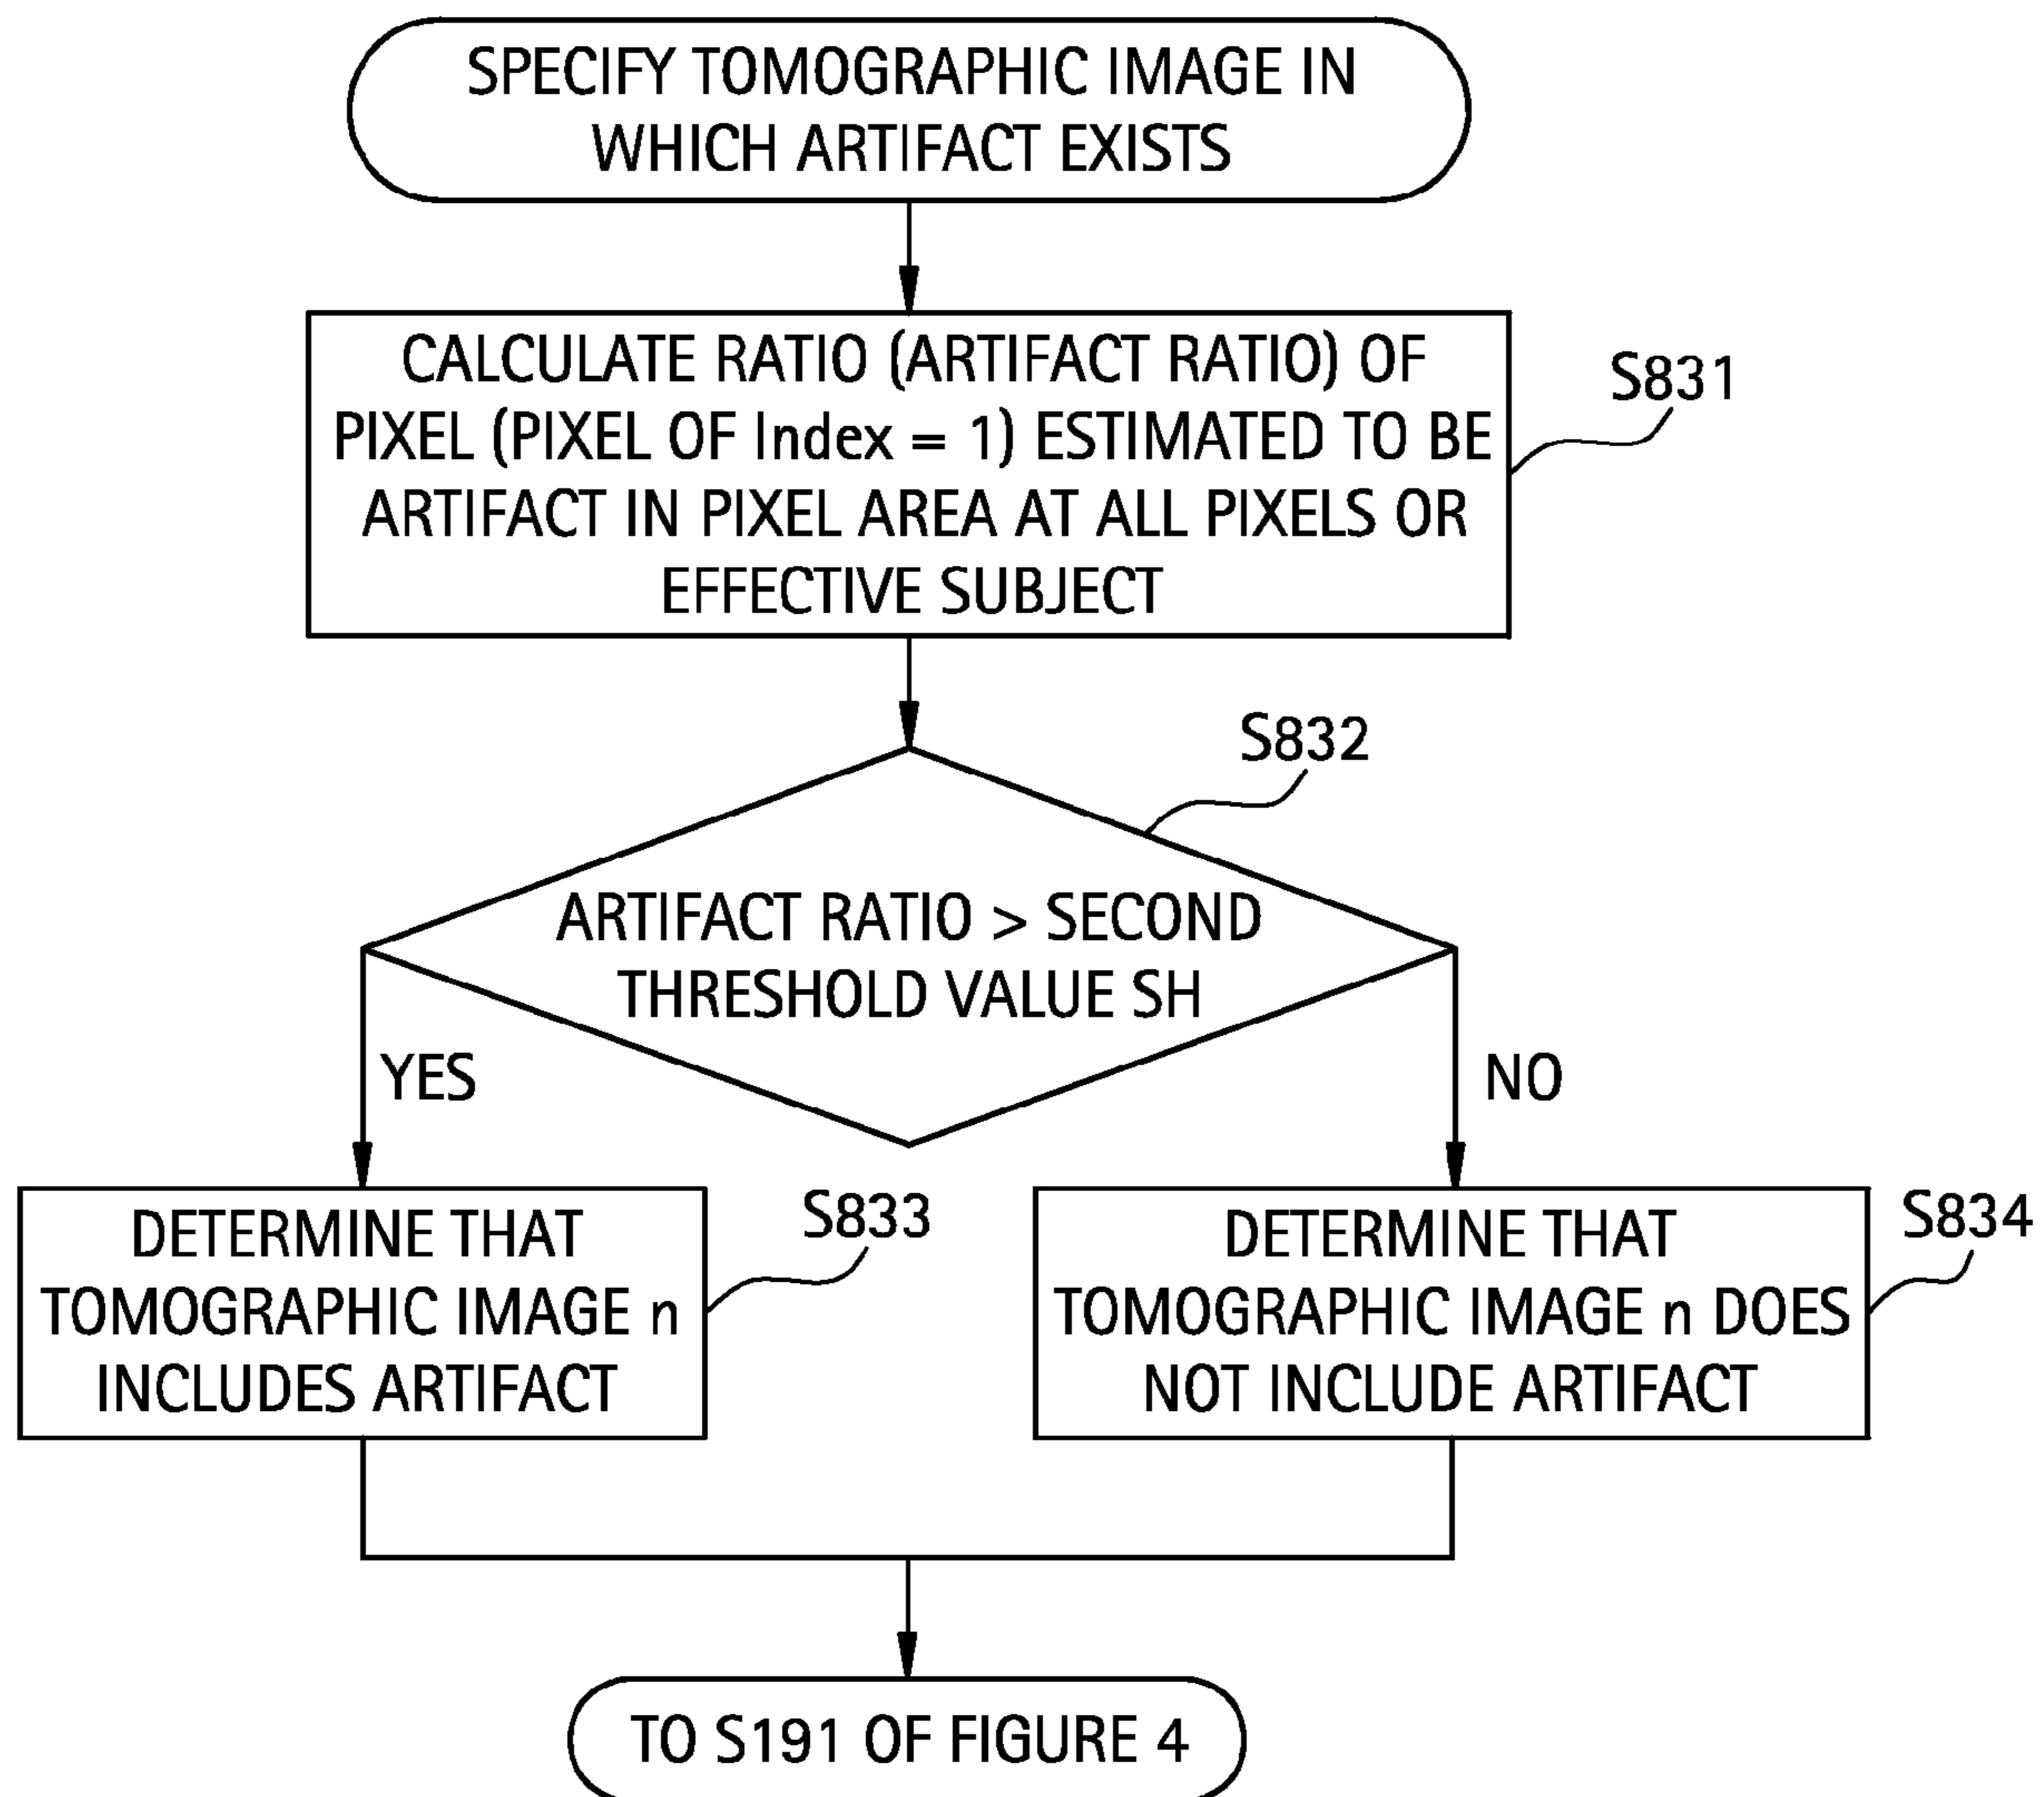 SPECIFY TOMOGRAPHIC IMAGE IN
WHICH ARTIFACT EXISTS
CALCULATE RATIO (ARTIFACT RATIO) OF
PIXEL (PIXEL OF Index = 1) ESTIMATED TO BE
ARTIFACT IN PIXEL AREA AT ALL PIXELS OR
EFFECTIVE SUBJECT
S831
S832
ARTIFACT RATIO > SECOND
THRESHOLD VALUE SH
YES
NO
DETERMINE THAT
TOMOGRAPHIC IMAGE n
INCLUDES ARTIFACT
S833
DETERMINE THAT
TOMOGRAPHIC IMAGE n DOES
NOT INCLUDE ARTIFACT
S834
TO S191 OF FIGURE 4